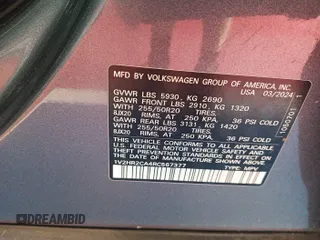 MFD BY VOLKSWAGEN GROUP OF AMERICA, INC.
USA 03/2024
GVWR LBS 5930, KG 2690
GAWR FRONT LBS 2910, KG 1320
WITH 255/50R20 TIRES,
8JX20 RIMS, AT 250 KPA, 36 PSI COLD
GAWR REAR LBS 3131, KG 1420
WITH 255/50R20 TIRES,
8JX20 RIMS, AT 250 KPA, 36 PSI COLD
THIS VEHICLE CONFORMS TO ALL APPLICABLE
U.S. FEDERAL MOTOR VEHICLE SAFETY AND
THEFT PREVENTION STANDARDS IN EFFECT
ON THE DATE OF MANUFACTURE SHOWN ABOVE.
1V2HR2CA4RC567377 TYPE: MPV
DREAMBID